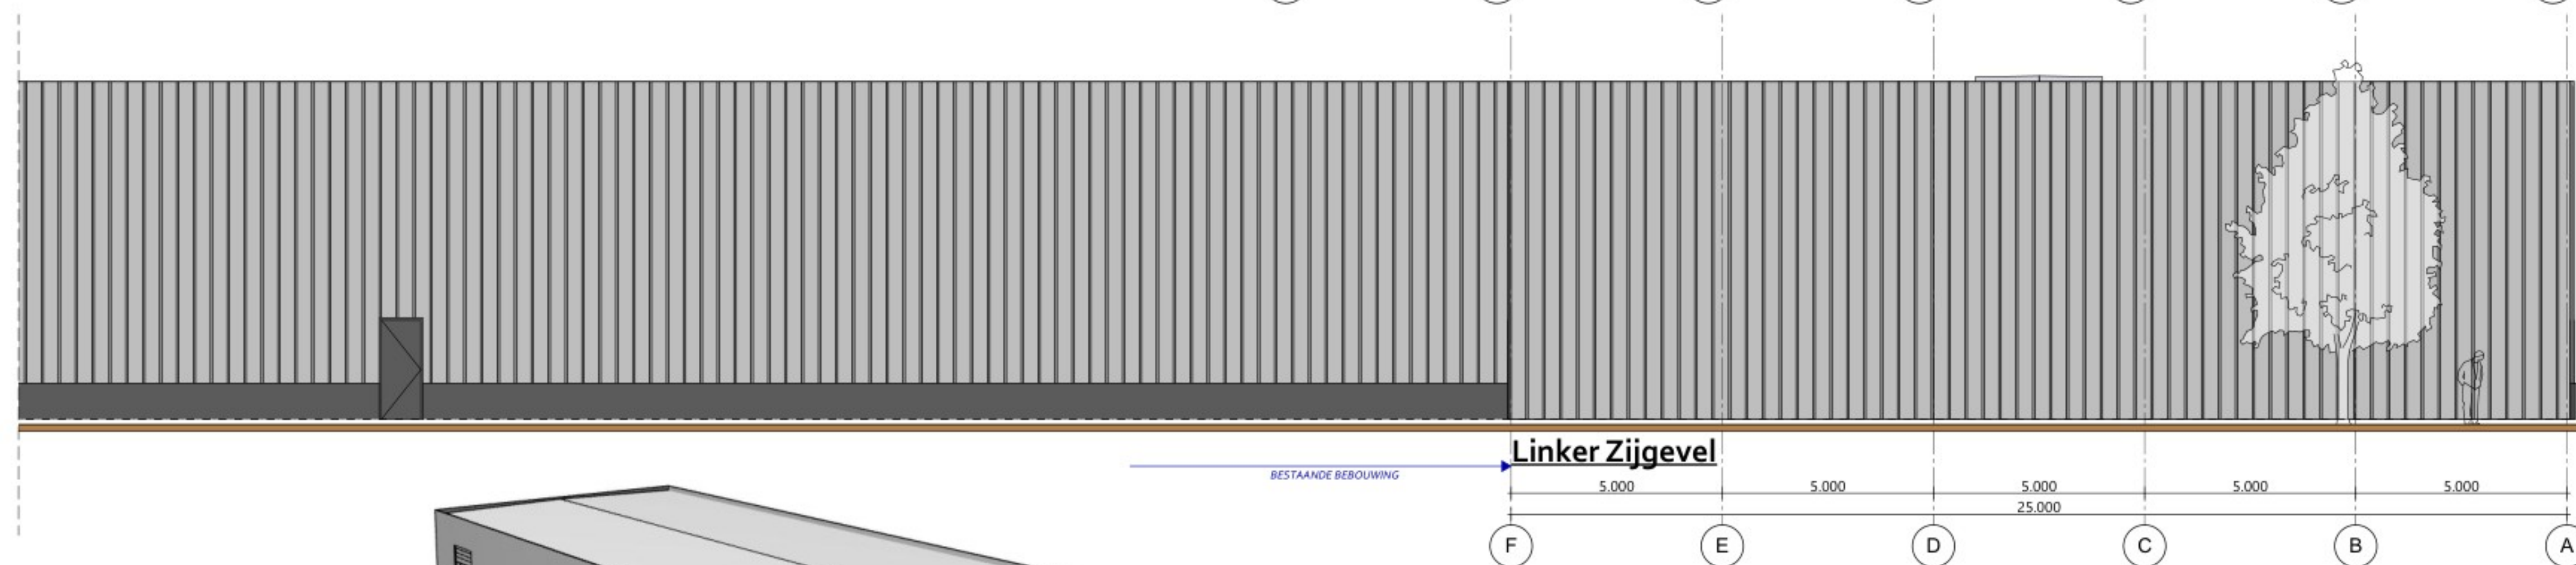 Linker Zijgevel
BESTAANDE BEBOUWING
5.000 5.000 5.000 5.000 5.000
25.000
F E D C B A